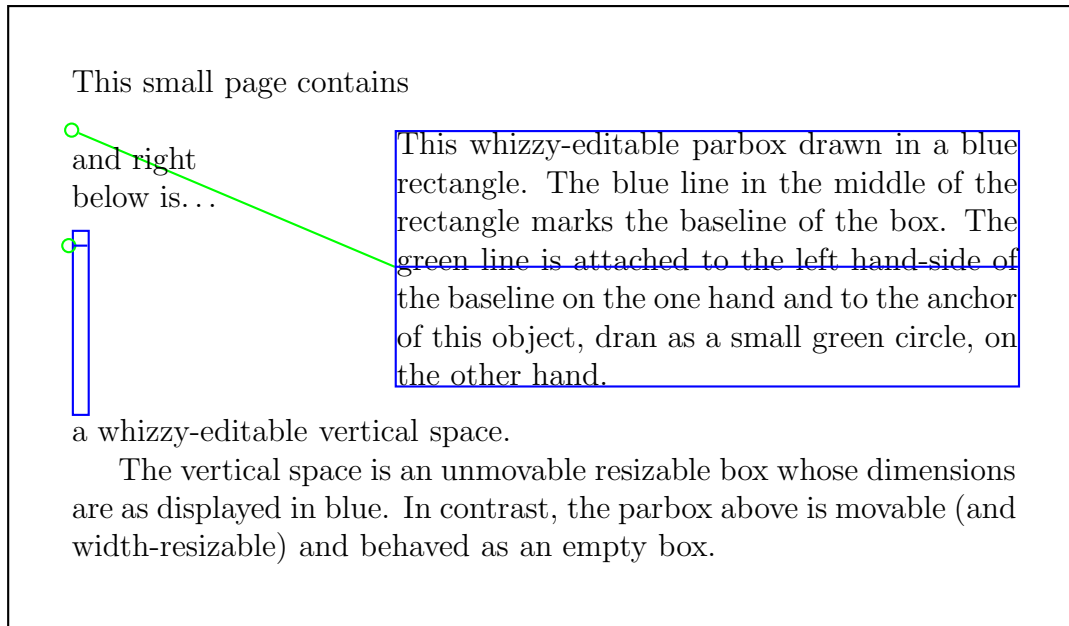 This small page contains
and right
below is…
This whizzy-editable parbox drawn in a blue
rectangle. The blue line in the middle of the
rectangle marks the baseline of the box. The
green line is attached to the left hand-side of
the baseline on the one hand and to the anchor
of this object, dran as a small green circle, on
the other hand.
a whizzy-editable vertical space.
The vertical space is an unmovable resizable box whose dimensions
are as displayed in blue. In contrast, the parbox above is movable (and
width-resizable) and behaved as an empty box.